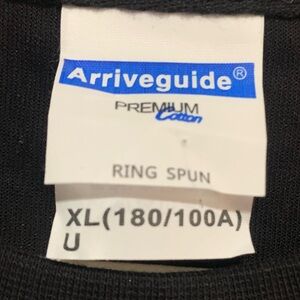 Arriveguide®
PREMIUM
Cotton
RING SPUN
XL(180/100A)
U